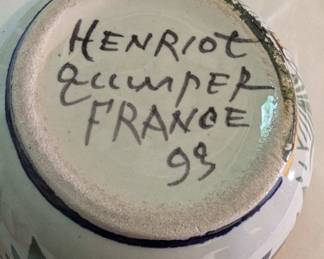 HENRIOT
Quimper
FRANCE
93